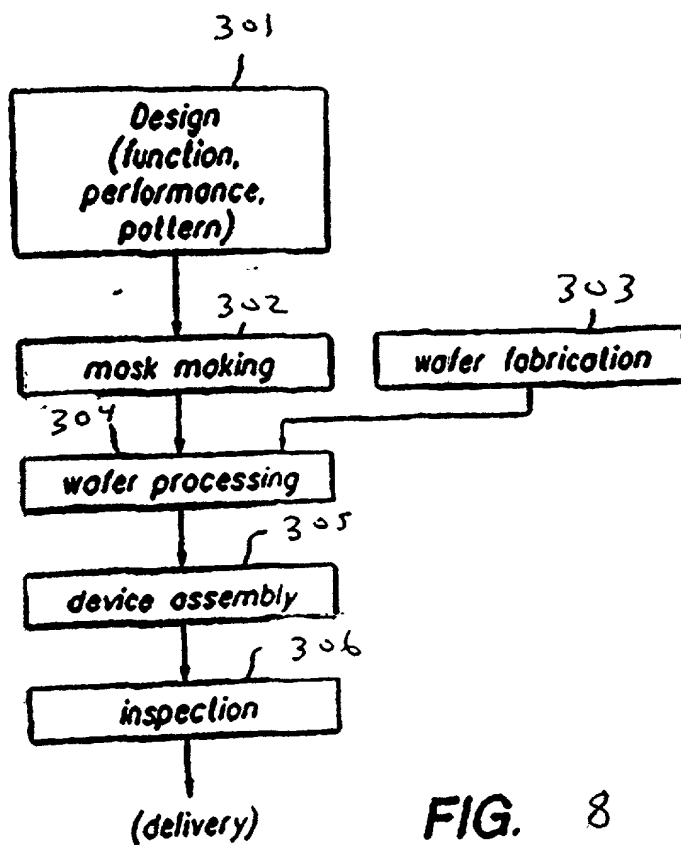 301
Design
(function,
performance,
pattern)
302
mask making
303
wafer fabrication
304
wafer processing
305
device assembly
306
inspection
(delivery)
FIG. 8